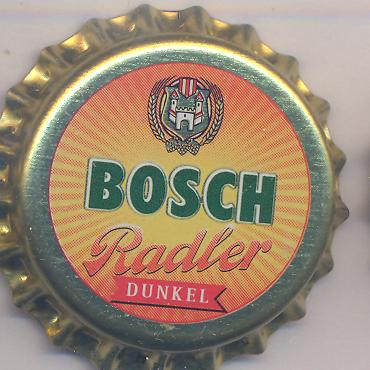 BOSCH
Radler
DUNKEL